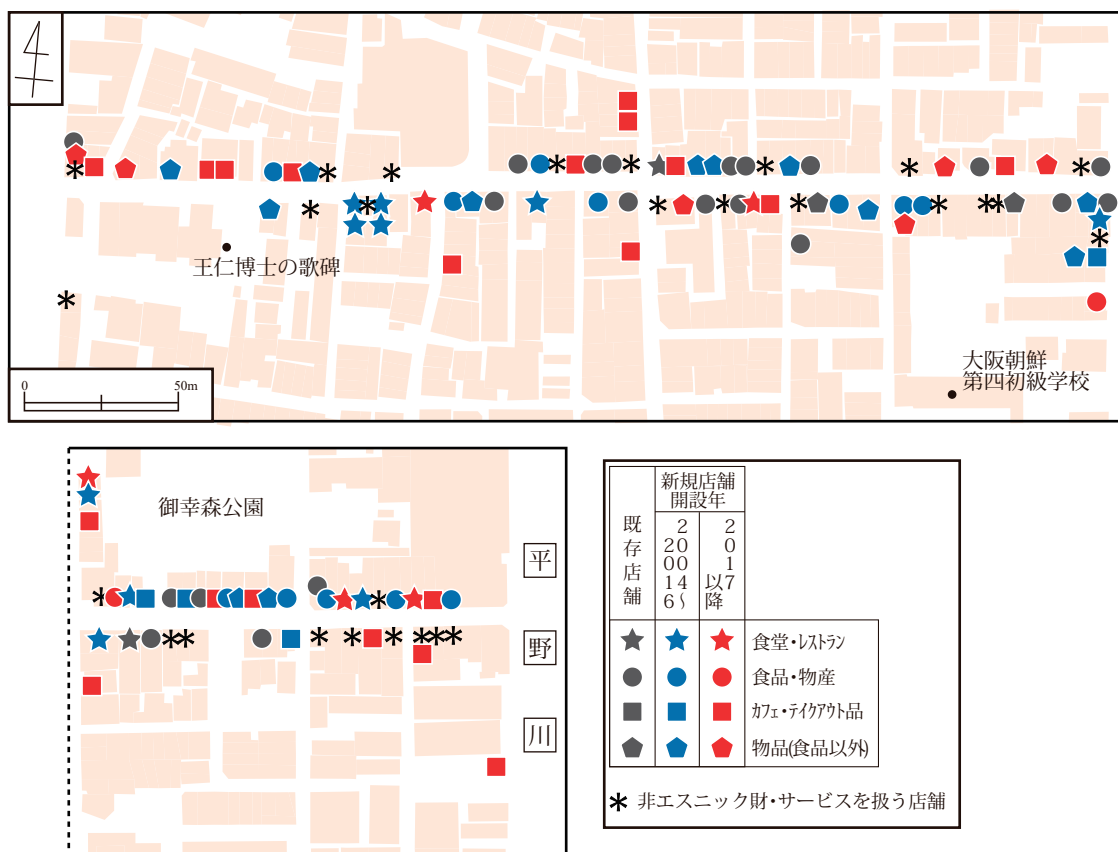 王仁博士の歌碑
0 50m
大阪朝鮮
第四初級学校
御幸森公園
平
野
川
既存店舗
新規店舗
開設年
2004~2016
2017以降
食堂・レストラン
食品・物産
カフェ・テイクアウト品
物品(食品以外)
* 非エスニック財・サービスを扱う店舗